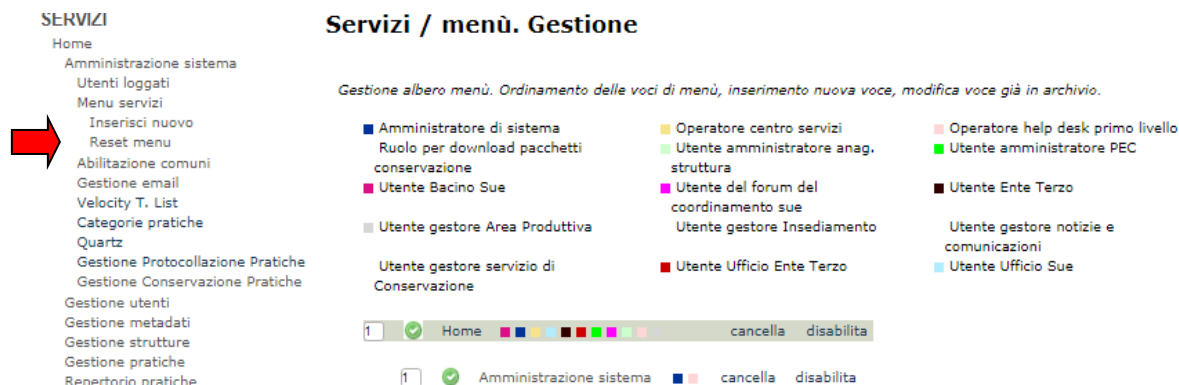 SERVIZI
Home
Amministrazione sistema
Utenti loggati
Menu servizi
Inserisci nuovo
Reset menu
Abilitazione comuni
Gestione email
Velocity T. List
Categorie pratiche
Quartz
Gestione Protocollazione Pratiche
Gestione Conservazione Pratiche
Gestione utenti
Gestione metadati
Gestione strutture
Gestione pratiche
Repertorio pratiche
Servizi / menù. Gestione
Gestione albero menù. Ordinamento delle voci di menù, inserimento nuova voce, modifica voce già in archivio.
Amministratore di sistema
Operatore centro servizi
Operatore help desk primo livello
Ruolo per download pacchetti
conservazione
Utente amministratore anag.
struttura
Utente amministratore PEC
Utente Bacino Sue
Utente del forum del
coordinamento sue
Utente Ente Terzo
Utente gestore Area Produttiva
Utente gestore Insediamento
Utente gestore notizie e
comunicazioni
Utente gestore servizio di
Conservazione
Utente Ufficio Ente Terzo
Utente Ufficio Sue
1 Home cancella disabilita
1 Amministrazione sistema cancella disabilita